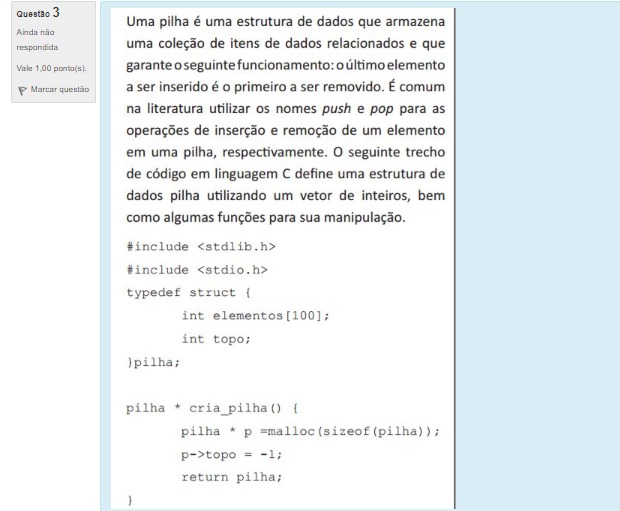 Questão 3
Ainda não
respondida
Vale 1,00 ponto(s).
Marcar questão
Uma pilha é uma estrutura de dados que armazena
uma coleção de itens de dados relacionados e que
garante o seguinte funcionamento: o último elemento
a ser inserido é o primeiro a ser removido. É comum
na literatura utilizar os nomes push e pop para as
operações de inserção e remoção de um elemento
em uma pilha, respectivamente. O seguinte trecho
de código em linguagem C define uma estrutura de
dados pilha utilizando um vetor de inteiros, bem
como algumas funções para sua manipulação.
#include <stdlib.h>
#include <stdio.h>
typedef struct {
int elementos[100];
int topo;
}pilha;
pilha * cria_pilha() {
pilha * p =malloc(sizeof(pilha));
p->topo = -1;
return pilha;
}